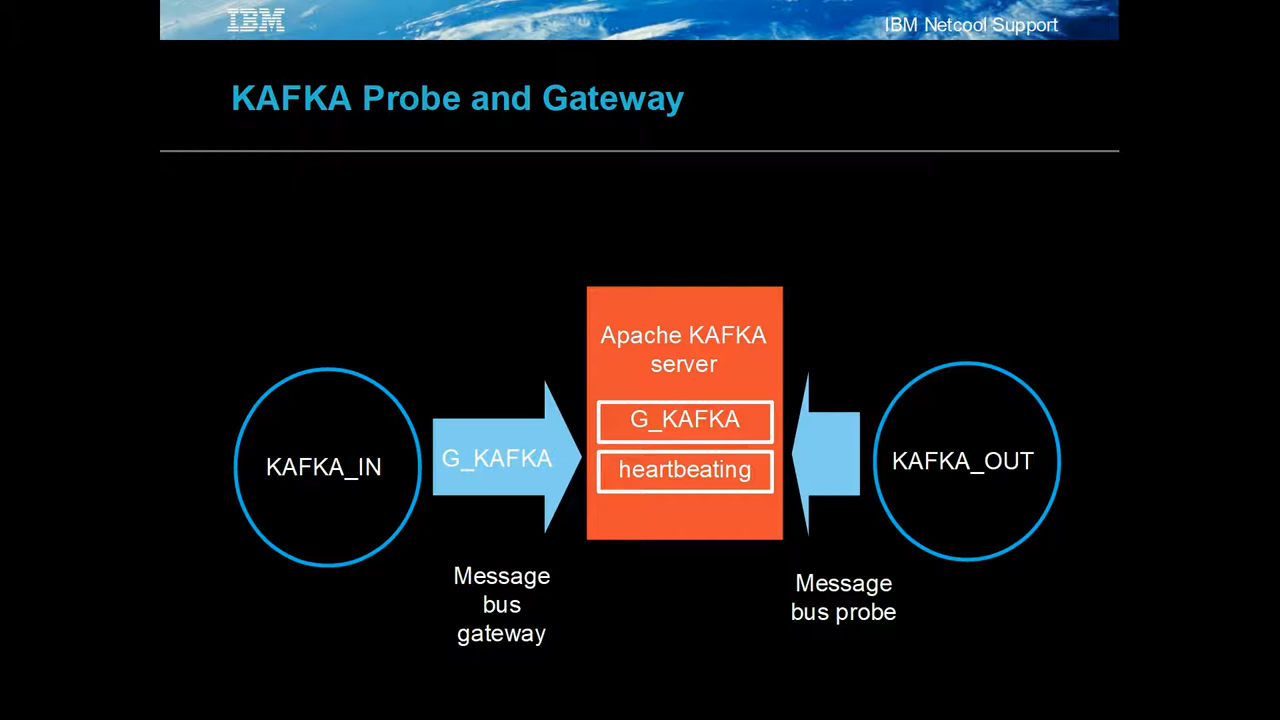 IBM
IBM Netcool Support
KAFKA Probe and Gateway
Apache KAFKA
server
G_KAFKA
heartbeating
KAFKA_IN
G_KAFKA
KAFKA_OUT
Message
bus
gateway
Message
bus probe